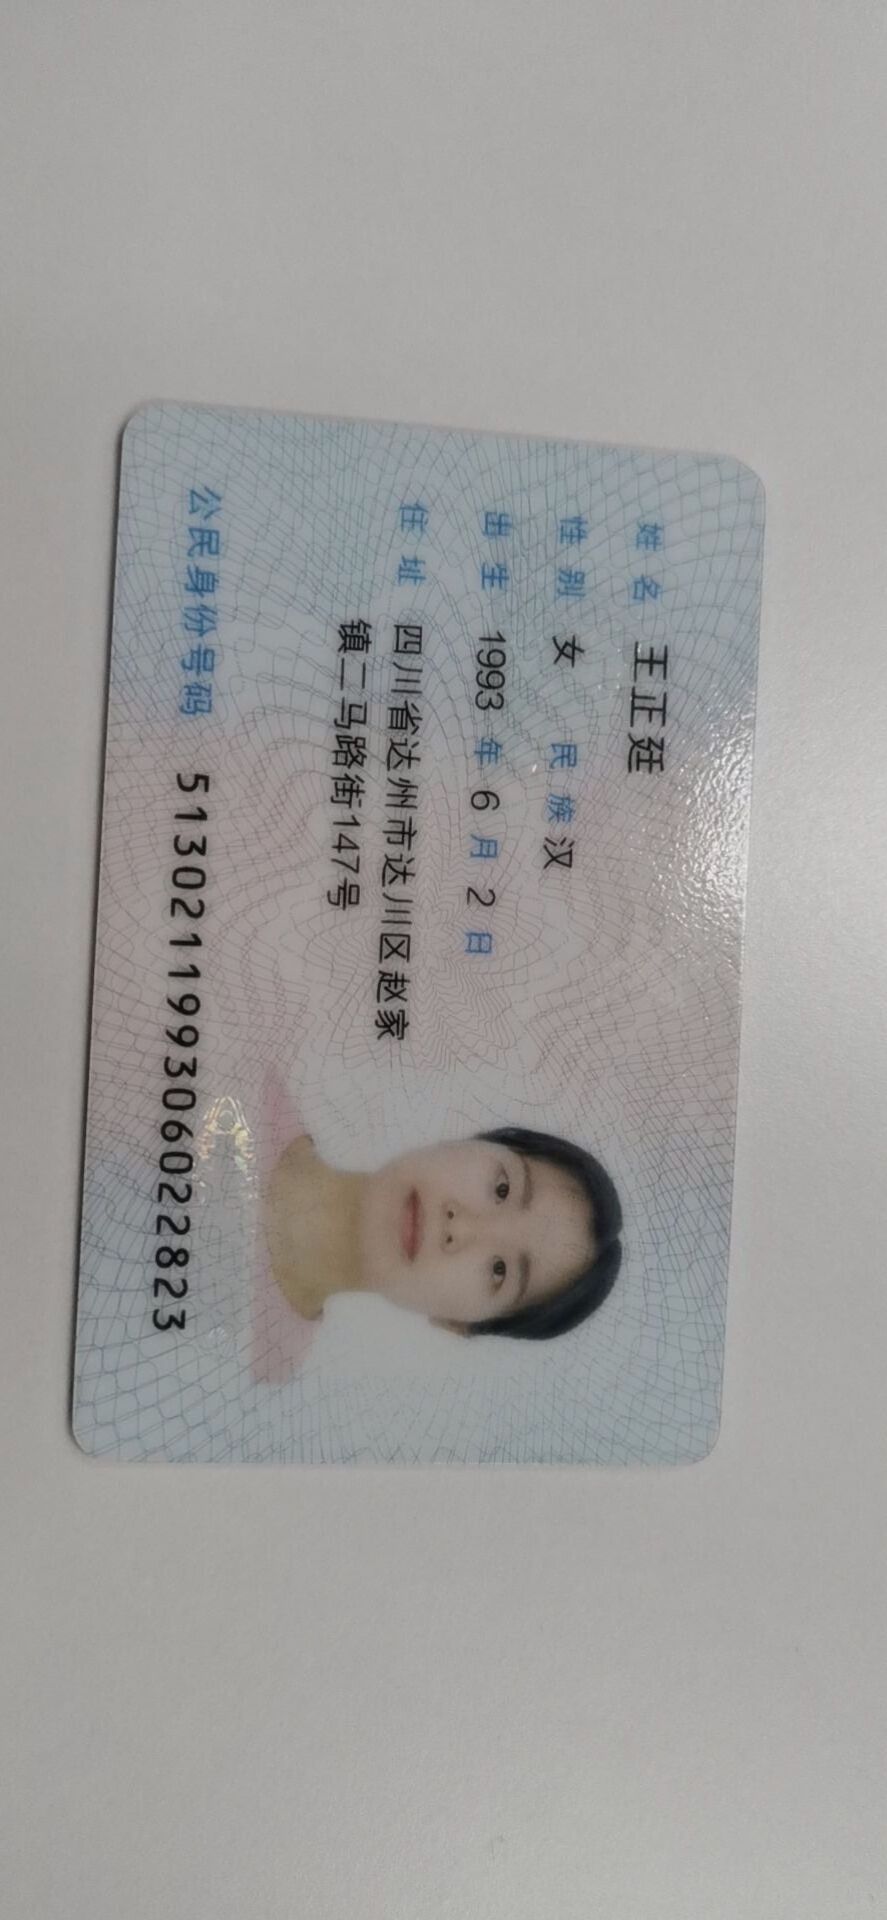 姓名 王正廷
性别 女 民族 汉
出生 1993 年 6 月 2 日
住址 四川省达州市达川区赵家
镇二马路街147号
公民身份号码 513021199306022823